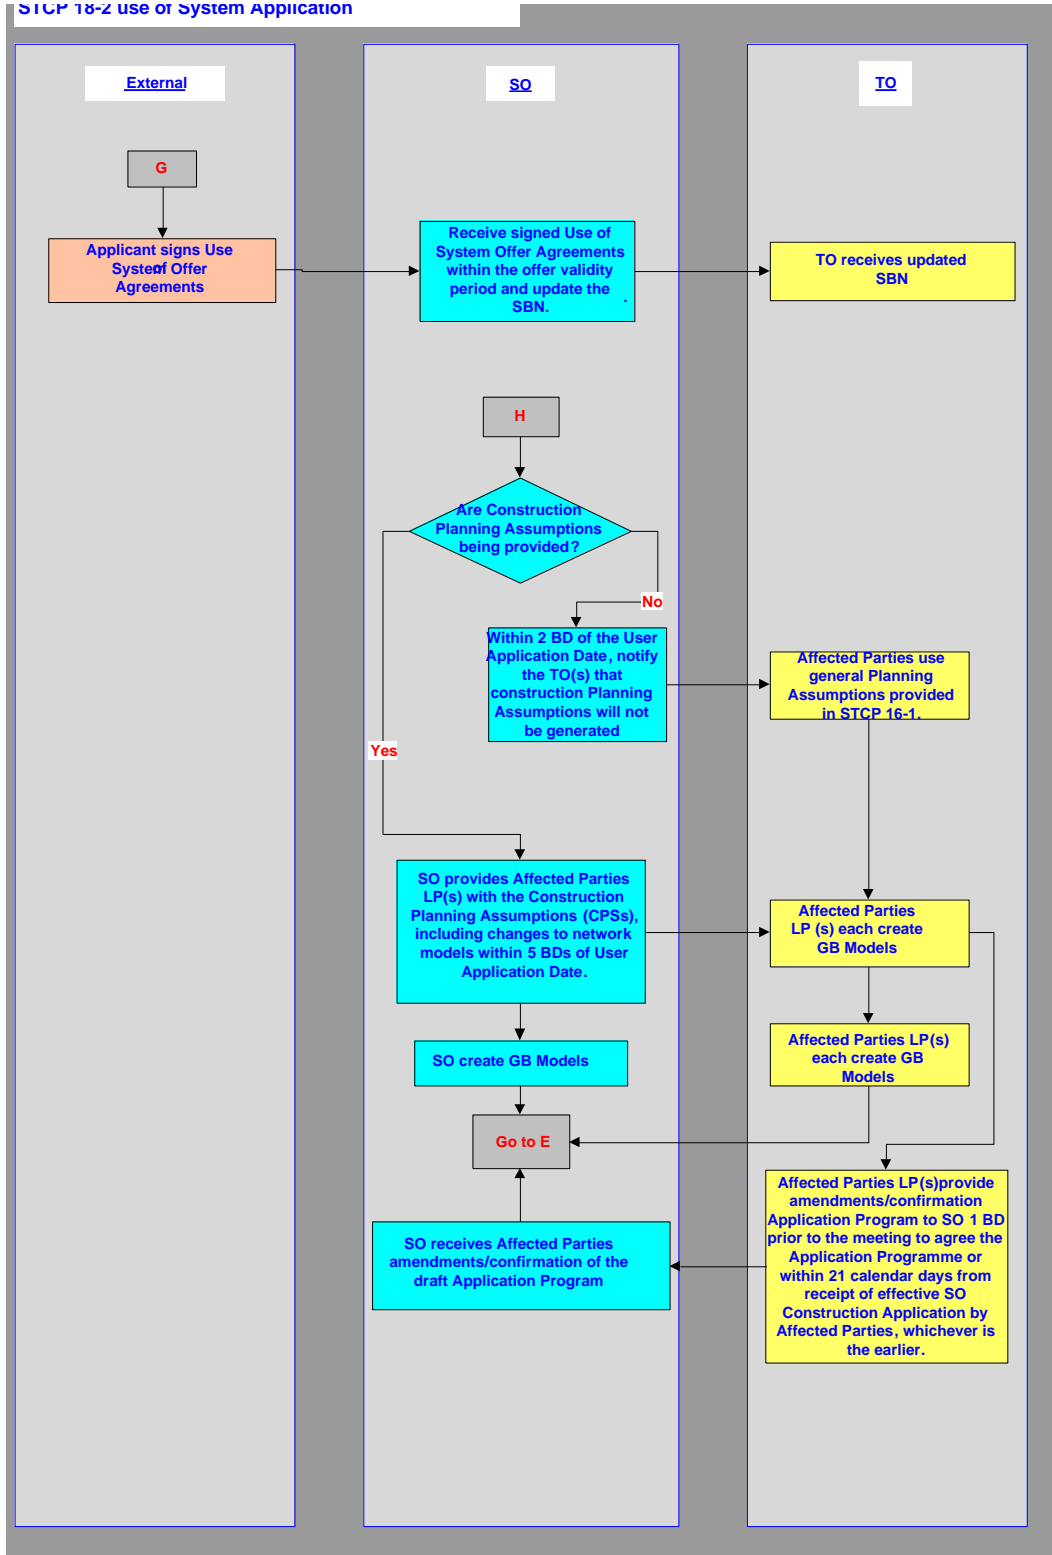 STCP 18-2 use of System Application
External
SO
TO
G
Applicant signs Use
of
System Offer
Agreements
Receive signed Use of
System Offer Agreements
within the offer validity
period and update the
SBN.
.
TO receives updated
SBN
H
Are Construction
Planning Assumptions
being provided?
No
Within 2 BD of the User
Application Date, notify
the TO(s) that
construction Planning
Assumptions will not
be generated
Affected Parties use
general Planning
Assumptions provided
in STCP 16-1.
Yes
SO provides Affected Parties
LP(s) with the Construction
Planning Assumptions (CPSs),
including changes to network
models within 5 BDs of User
Application Date.
Affected Parties
LP (s) each create
GB Models
SO create GB Models
Affected Parties LP(s)
each create GB
Models
Go to E
Affected Parties LP(s)provide
amendments/confirmation
Application Program to SO 1 BD
prior to the meeting to agree the
Application Programme or
within 21 calendar days from
receipt of effective SO
Construction Application by
Affected Parties, whichever is
the earlier.
SO receives Affected Parties
amendments/confirmation of the
draft Application Program